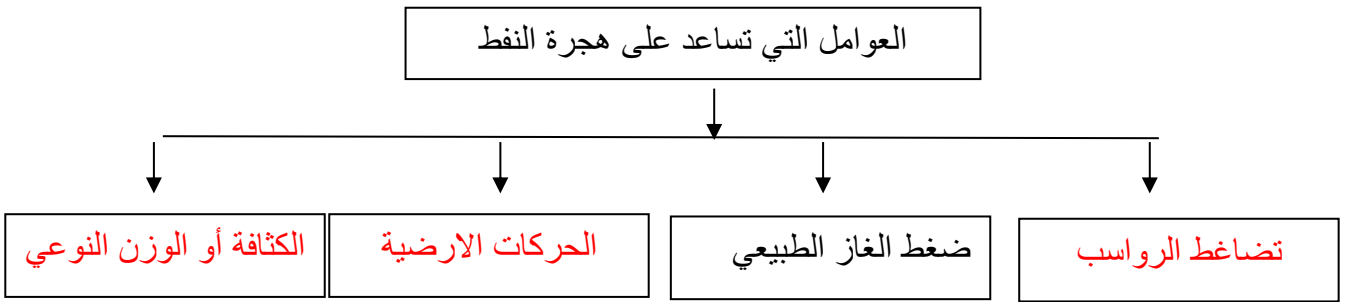 العوامل التي تساعد على هجرة النفط
تضاغط الرواسب
ضغط الغاز الطبيعي
الحركات الارضية
الكثافة أو الوزن النوعي